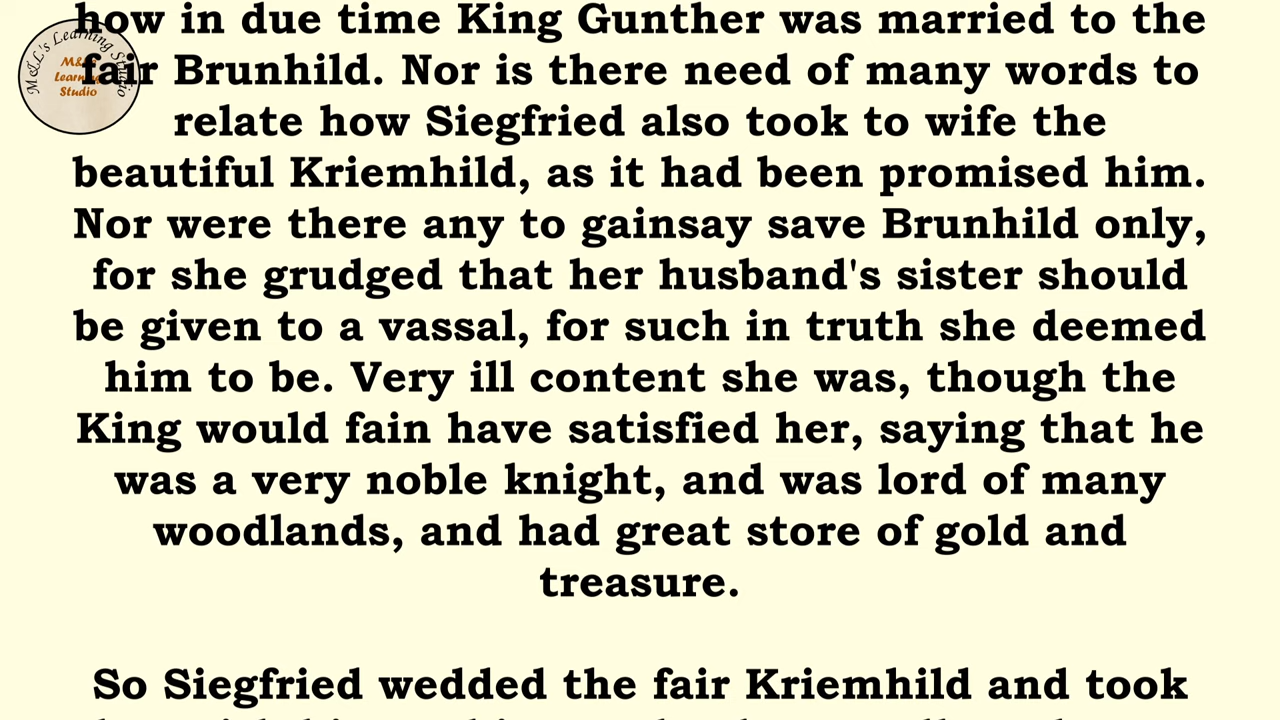 how in due time King Gunther was married to the
fair Brunhild. Nor is there need of many words to
relate how Siegfried also took to wife the
beautiful Kriemhild, as it had been promised him.
Nor were there any to gainsay save Brunhild only,
for she grudged that her husband's sister should
be given to a vassal, for such in truth she deemed
him to be. Very ill content she was, though the
King would fain have satisfied her, saying that he
was a very noble knight, and was lord of many
woodlands, and had great store of gold and
treasure.
So Siegfried wedded the fair Kriemhild and took
M&L's Learning Studio
M&L's
Learning
Studio